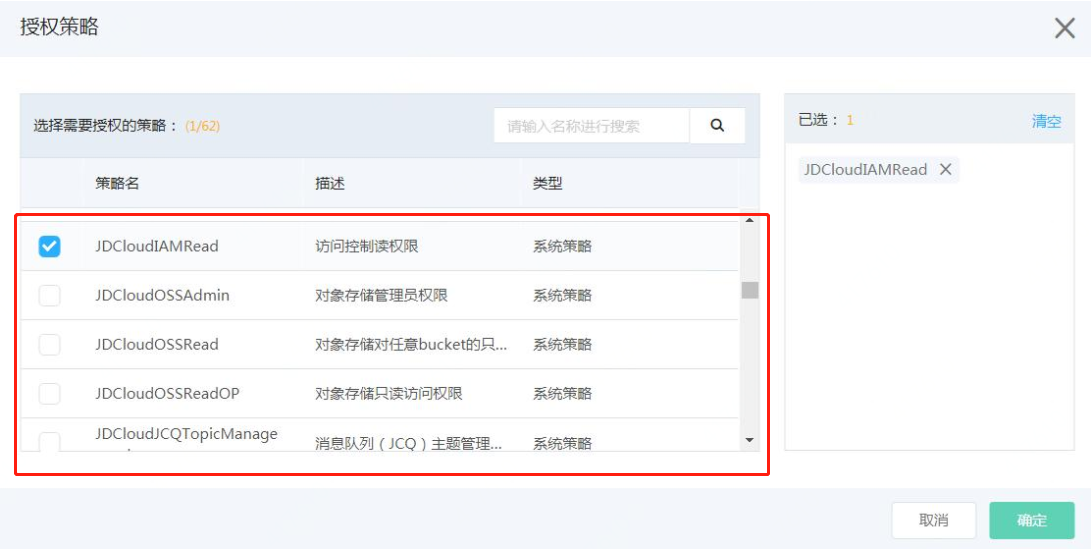 授权策略
选择需要授权的策略： (1/62)
请输入名称进行搜索
已选： 1
清空
策略名 描述 类型
JDCloudIAMRead
JDCloudIAMRead 访问控制读权限 系统策略
JDCloudOSSAdmin 对象存储管理员权限 系统策略
JDCloudOSSRead 对象存储对任意bucket的只... 系统策略
JDCloudOSSReadOP 对象存储只读访问权限 系统策略
JDCloudJCQTopicManage 消息队列（JCQ）主题管理... 系统策略
取消 确定